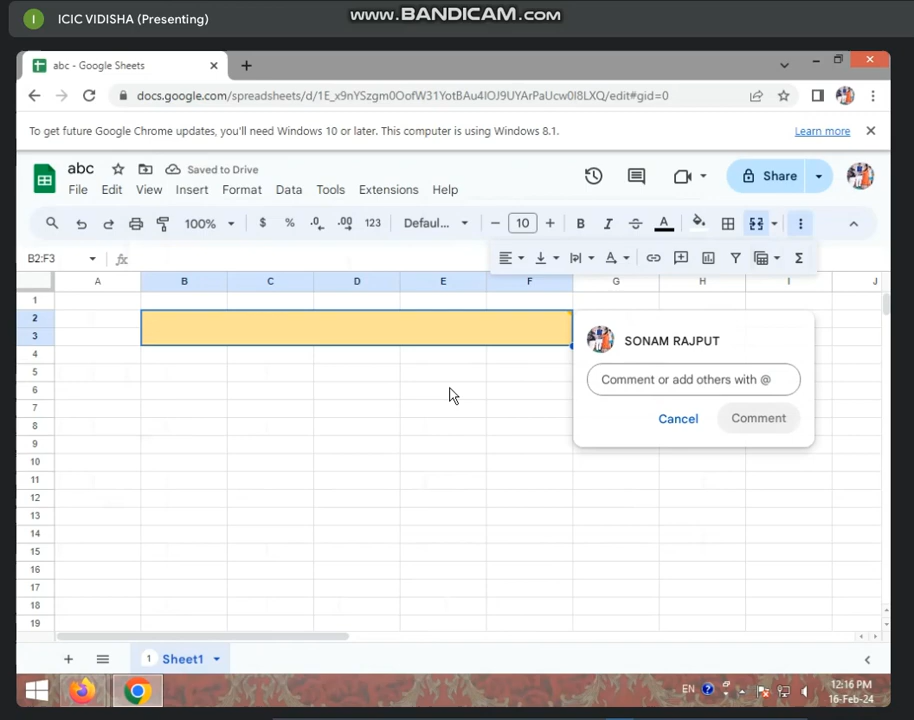 I ICIC VIDISHA (Presenting)
www.BANDICAM.com
abc - Google Sheets
docs.google.com/spreadsheets/d/1E_x9nYSzgm0OofW31YotBAu4IOJ9UYArPaUcw0I8LXQ/edit#gid=0
To get future Google Chrome updates, you'll need Windows 10 or later. This computer is using Windows 8.1. Learn more
abc Saved to Drive
File Edit View Insert Format Data Tools Extensions Help
Share
100% $ % .0 .00 123 Defaul... 10 B I S A
B2:F3 fx
A B C D E F G H I J
1
2
3
SONAM RAJPUT
4
5
Comment or add others with @
6
7
Cancel Comment
8
9
10
11
12
13
14
15
16
17
18
19
1 Sheet1
EN 12:16 PM
16-Feb-24